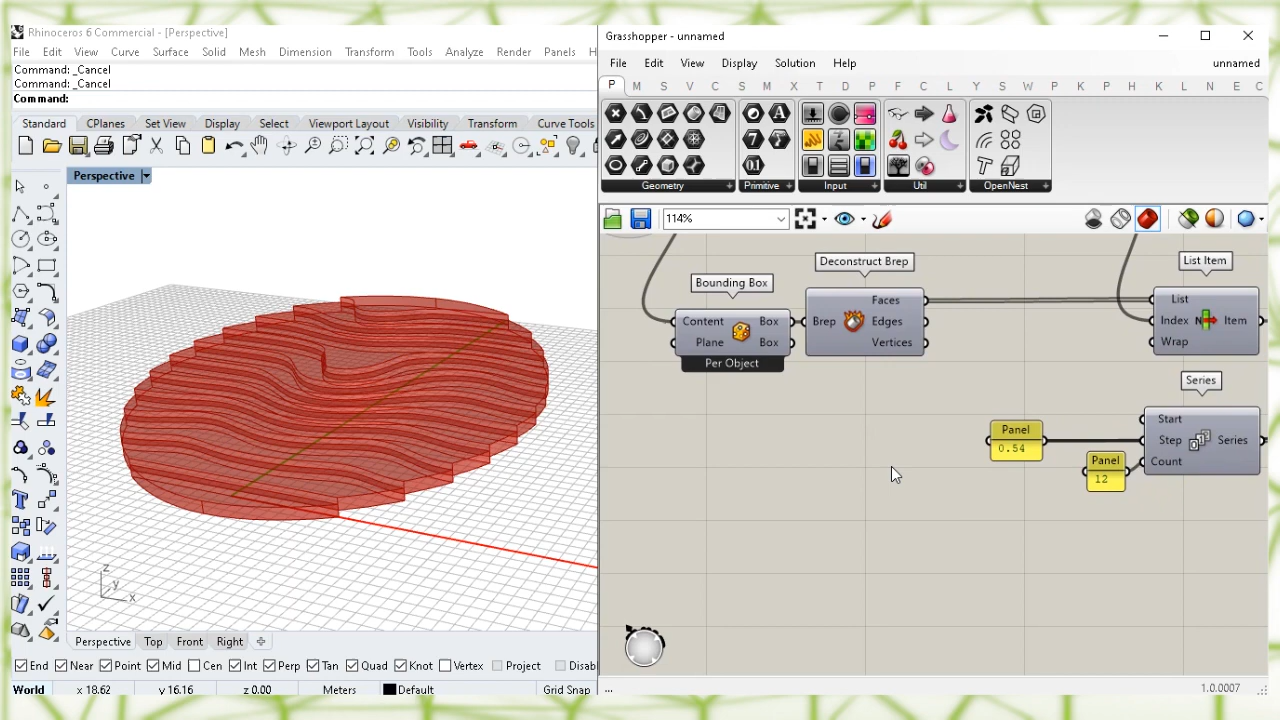 Rhinoceros 6 Commercial - [Perspective]
File Edit View Curve Surface Solid Mesh Dimension Transform Tools Analyze Render Panels H
Command: _Cancel
Command: _Cancel
Command:
Standard CPlanes Set View Display Select Viewport Layout Visibility Transform Curve Tools
Perspective
z
y
x
Perspective Top Front Right
End Near Point Mid Cen Int Perp Tan Quad Knot Vertex Project Disabl
World x 18.62 y 16.16 z 0.00 Meters Default Grid Snap
Grasshopper - unnamed
File Edit View Display Solution Help unnamed
P M S V C S M X T D P F C L A Y S W P M H K L N E C
Geometry Primitive Input Util OpenNest
114%
Deconstruct Brep
List Item
Bounding Box
Faces
List
Content Box
Brep Edges
Index Item
Plane Box
Vertices
Wrap
Per Object
Series
Start
Panel
0.54
Step Series
Panel
12
Count
... 1.0.0007